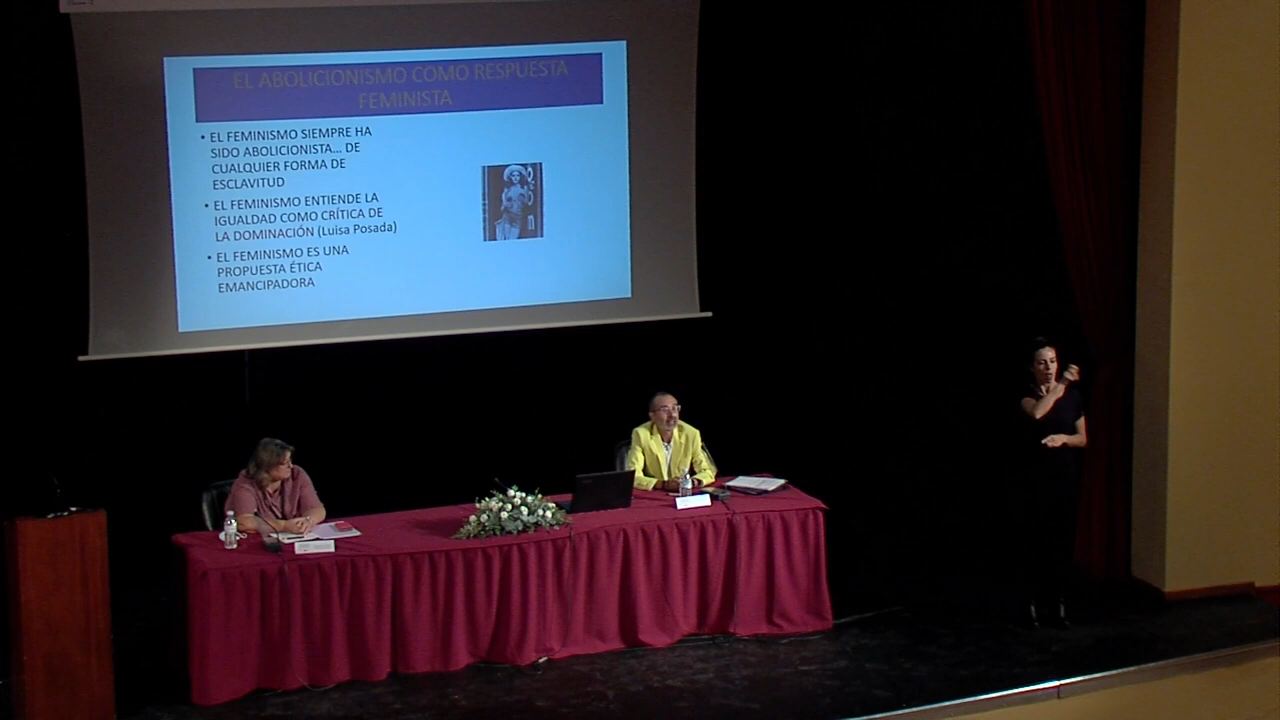 EL ABOLICIONISMO COMO RESPUESTA
FEMINISTA
• EL FEMINISMO SIEMPRE HA
SIDO ABOLICIONISTA... DE
CUALQUIER FORMA DE
ESCLAVITUD
• EL FEMINISMO ENTIENDE LA
IGUALDAD COMO CRÍTICA DE
LA DOMINACIÓN (Luisa Posada)
• EL FEMINISMO ES UNA
PROPUESTA ÉTICA
EMANCIPADORA